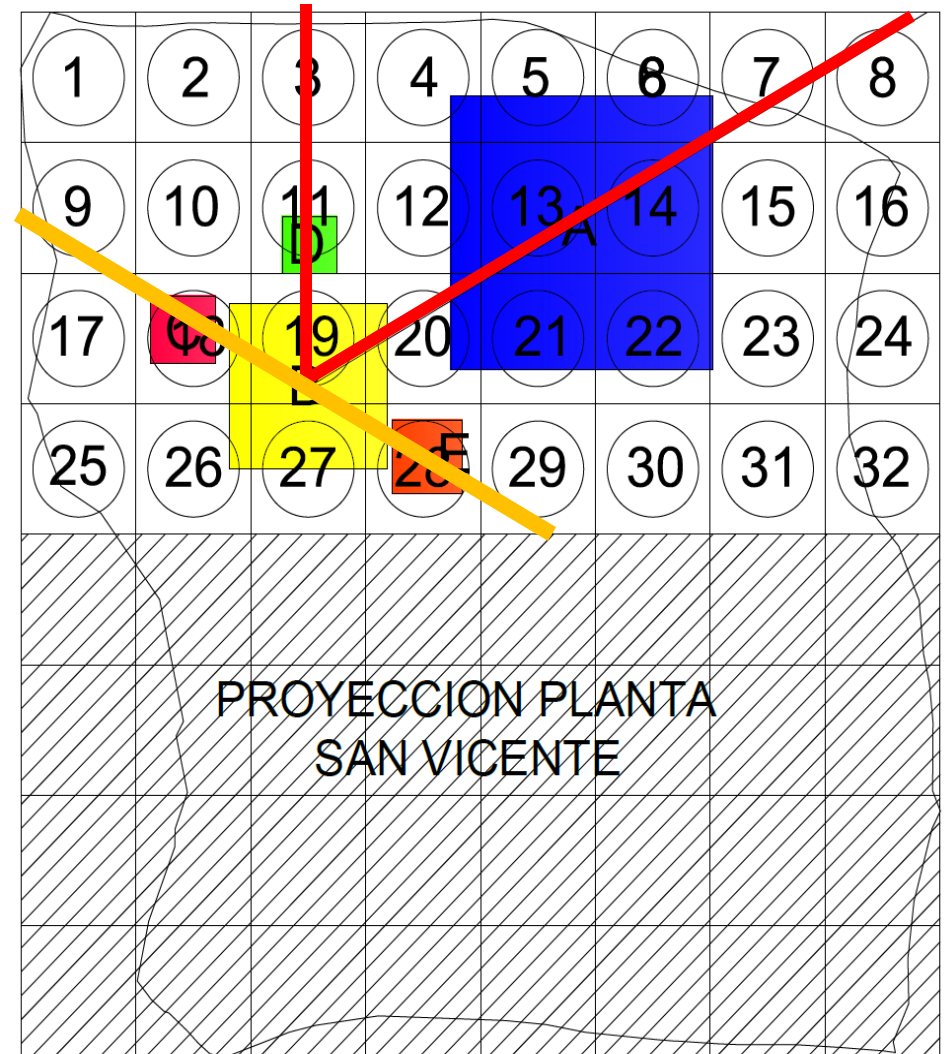 1 2 3 4 5 6 7 8
9 10 11 12 13 14 15 16
D A
17 18 19 20 21 22 23 24
C
E
25 26 27 28 29 30 31 32
PROYECCION PLANTA
SAN VICENTE